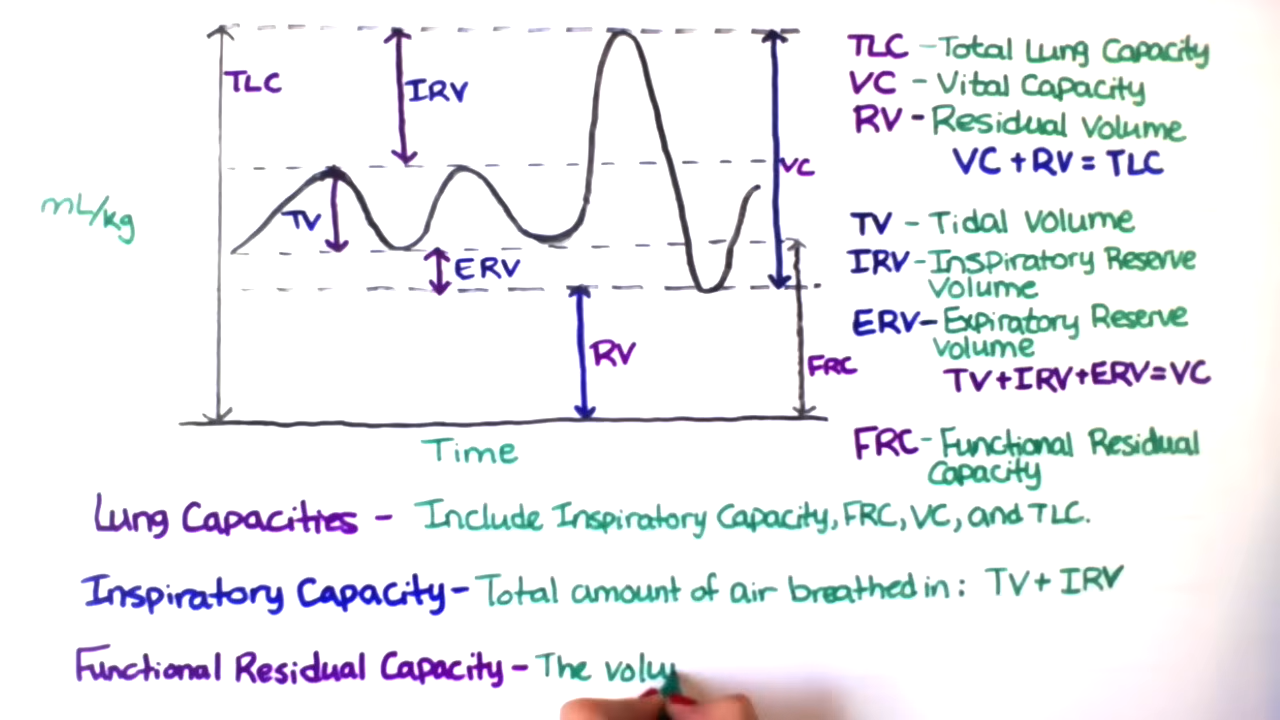 TLC
IRV
TV
ERV
RV
VC
FRC
mL/kg
Time
TLC - Total Lung Capacity
VC - Vital Capacity
RV - Residual Volume
VC + RV = TLC
TV - Tidal Volume
IRV - Inspiratory Reserve
Volume
ERV - Expiratory Reserve
Volume
TV + IRV + ERV = VC
FRC - Functional Residual
Capacity
Lung Capacities - Include Inspiratory Capacity, FRC, VC, and TLC.
Inspiratory Capacity - Total amount of air breathed in: TV + IRV
Functional Residual Capacity - The volu